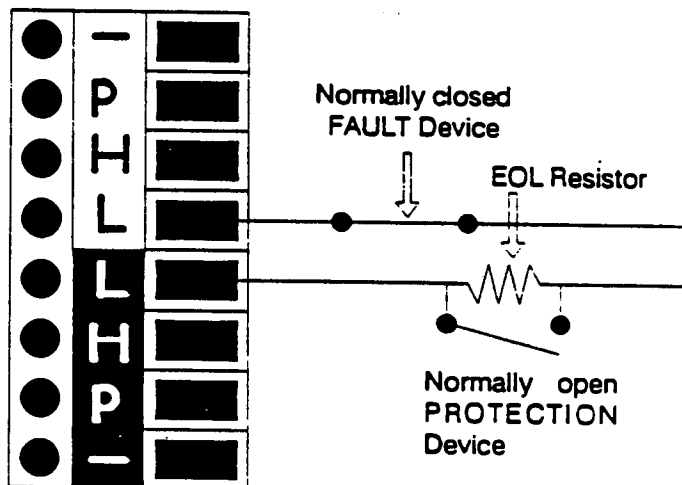 –
P
H
L
L
H
P
–
Normally closed
FAULT Device
EOL Resistor
Normally open
PROTECTION
Device